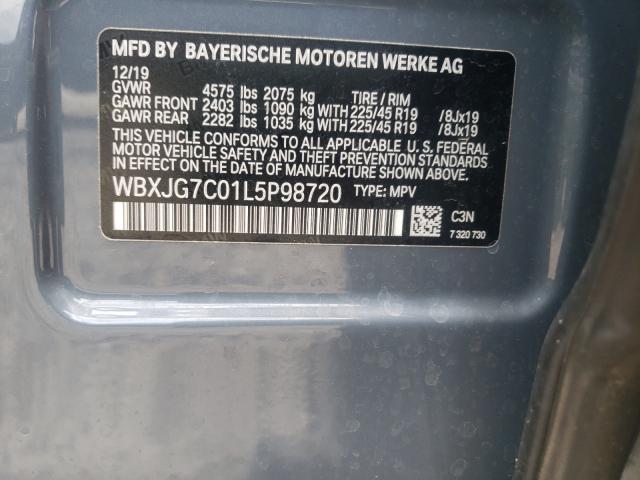 MFD BY BAYERISCHE MOTOREN WERKE AG
12/19
GVWR 4575 lbs 2075 kg TIRE / RIM
GAWR FRONT 2403 lbs 1090 kg WITH 225/45 R19 /8Jx19
GAWR REAR 2282 lbs 1035 kg WITH 225/45 R19 /8Jx19
THIS VEHICLE CONFORMS TO ALL APPLICABLE U. S. FEDERAL
MOTOR VEHICLE SAFETY AND THEFT PREVENTION
STANDARDS IN EFFECT ON THE DATE OF MANUFACTURE SHOWN ABOVE.
WBXJG7C01L5P98720 TYPE: MPV
C3N
7 320 730